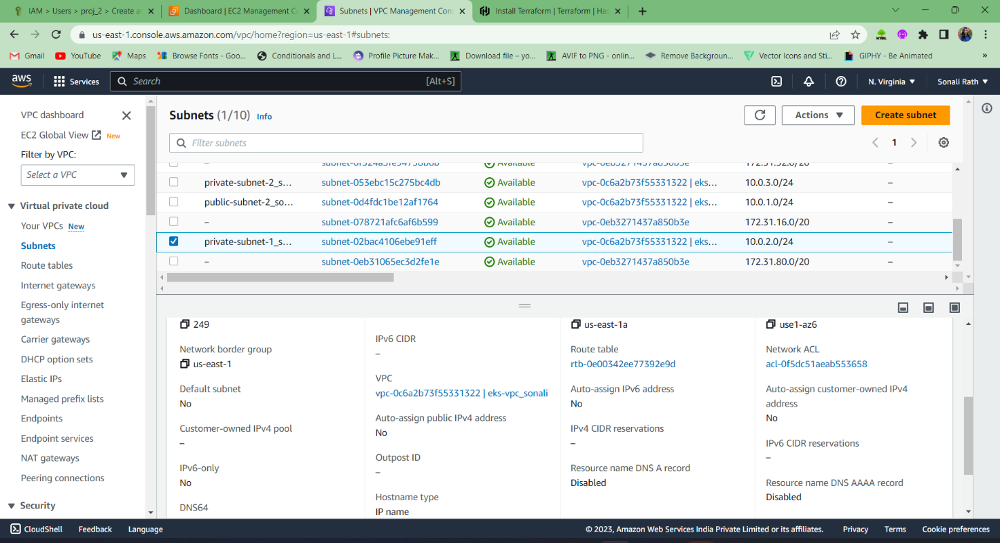 IAM > Users > proj_2 > Create ac
Dashboard | EC2 Management C
Subnets | VPC Management Con
Install Terraform | Terraform | Has
us-east-1.console.aws.amazon.com/vpc/home?region=us-east-1#subnets:
Gmail YouTube Maps Browse Fonts - Goo... Conditionals and L... Profile Picture Mak... Download file – yo... AVIF to PNG - onlin... Remove Backgroun... Vector Icons and Sti... GIPHY - Be Animated »
aws Services Search [Alt+S] N. Virginia Sonali Rath
VPC dashboard
EC2 Global View New
Filter by VPC:
Select a VPC
Virtual private cloud
Your VPCs New
Subnets
Route tables
Internet gateways
Egress-only internet
gateways
Carrier gateways
DHCP option sets
Elastic IPs
Managed prefix lists
Endpoints
Endpoint services
NAT gateways
Peering connections
Security
Subnets (1/10) Info
Actions
Create subnet
Filter subnets
1
– Available vpc-0eb3271437a850b3e 172.31.32.0/20 –
private-subnet-2_s... subnet-053ebc15c275bc4db Available vpc-0c6a2b73f55331322 | eks... 10.0.3.0/24 –
public-subnet-2_so... subnet-0d4fdc1be12af1764 Available vpc-0c6a2b73f55331322 | eks... 10.0.1.0/24 –
– subnet-078721afc6af6b599 Available vpc-0eb3271437a850b3e 172.31.16.0/20 –
private-subnet-1_s... subnet-02bac4106ebe91eff Available vpc-0c6a2b73f55331322 | eks... 10.0.2.0/24 –
– subnet-0eb31065ec3d2fe1e Available vpc-0eb3271437a850b3e 172.31.80.0/20 –
249
Network border group
us-east-1
Default subnet
No
Customer-owned IPv4 pool
–
IPv6-only
No
DNS64
IPv6 CIDR
–
VPC
vpc-0c6a2b73f55331322 | eks-vpc_sonali
Auto-assign public IPv4 address
No
Outpost ID
–
Hostname type
IP name
us-east-1a
Route table
rtb-0e00342ee77392e9d
Auto-assign IPv6 address
No
IPv4 CIDR reservations
–
Resource name DNS A record
Disabled
use1-az6
Network ACL
acl-0f5dc51aeab553658
Auto-assign customer-owned IPv4
address
No
IPv6 CIDR reservations
–
Resource name DNS AAAA record
Disabled
CloudShell Feedback Language © 2023, Amazon Web Services India Private Limited or its affiliates. Privacy Terms Cookie preferences